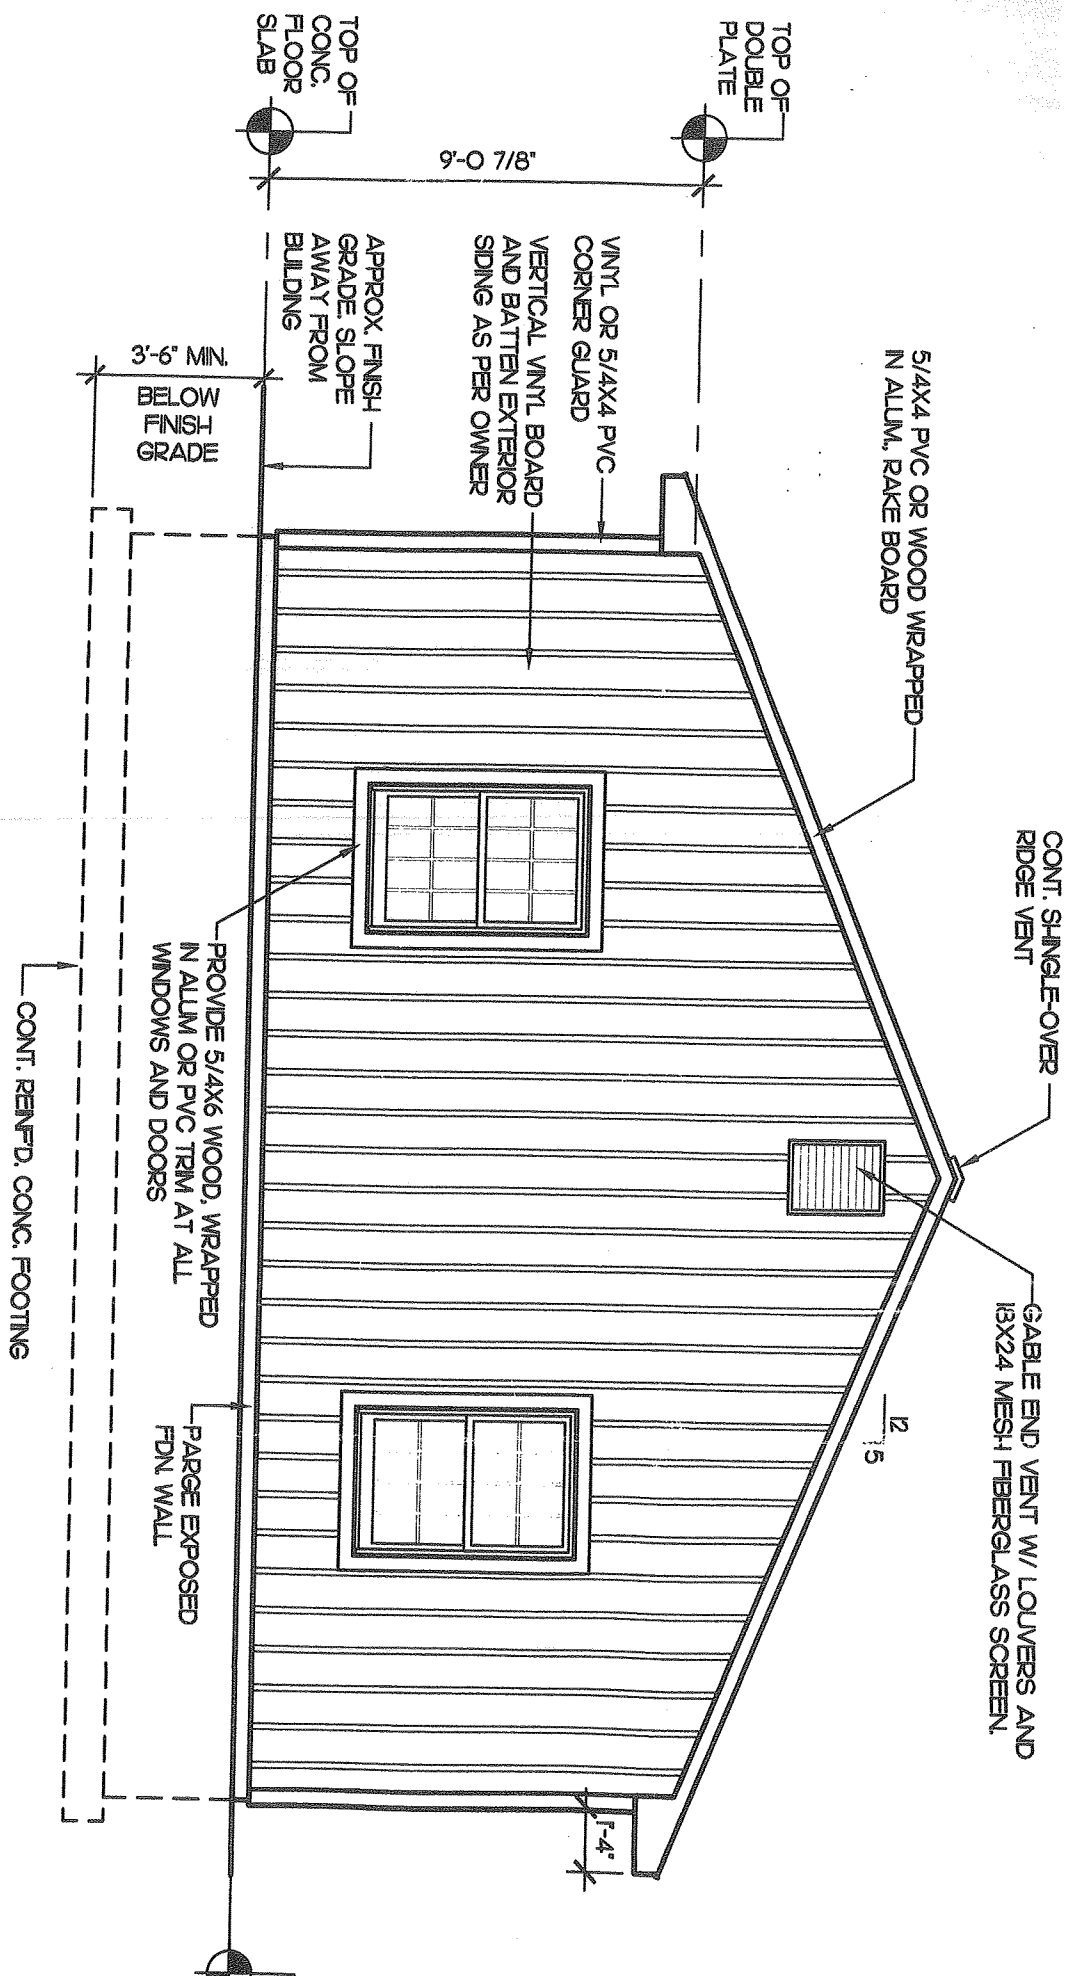 CONT. SHINGLE-OVER
RIDGE VENT
GABLE END VENT W/ LOUVERS AND
18X24 MESH FIBERGLASS SCREEN.
5/4X4 PVC OR WOOD WRAPPED
IN ALUM., RAKE BOARD
12
5
TOP OF
DOUBLE
PLATE
9'-0 7/8"
VINYL OR 5/4X4 PVC
CORNER GUARD
VERTICAL VINYL BOARD
AND BATTEN EXTERIOR
SIDING AS PER OWNER
1'-4"
TOP OF
CONC.
FLOOR
SLAB
APPROX. FINISH
GRADE. SLOPE
AWAY FROM
BUILDING
3'-6" MIN.
BELOW
FINISH
GRADE
PROVIDE 5/4X6 WOOD, WRAPPED
IN ALUM OR PVC TRIM AT ALL
WINDOWS AND DOORS
PARGE EXPOSED
FDN. WALL
CONT. REINF'D. CONC. FOOTING